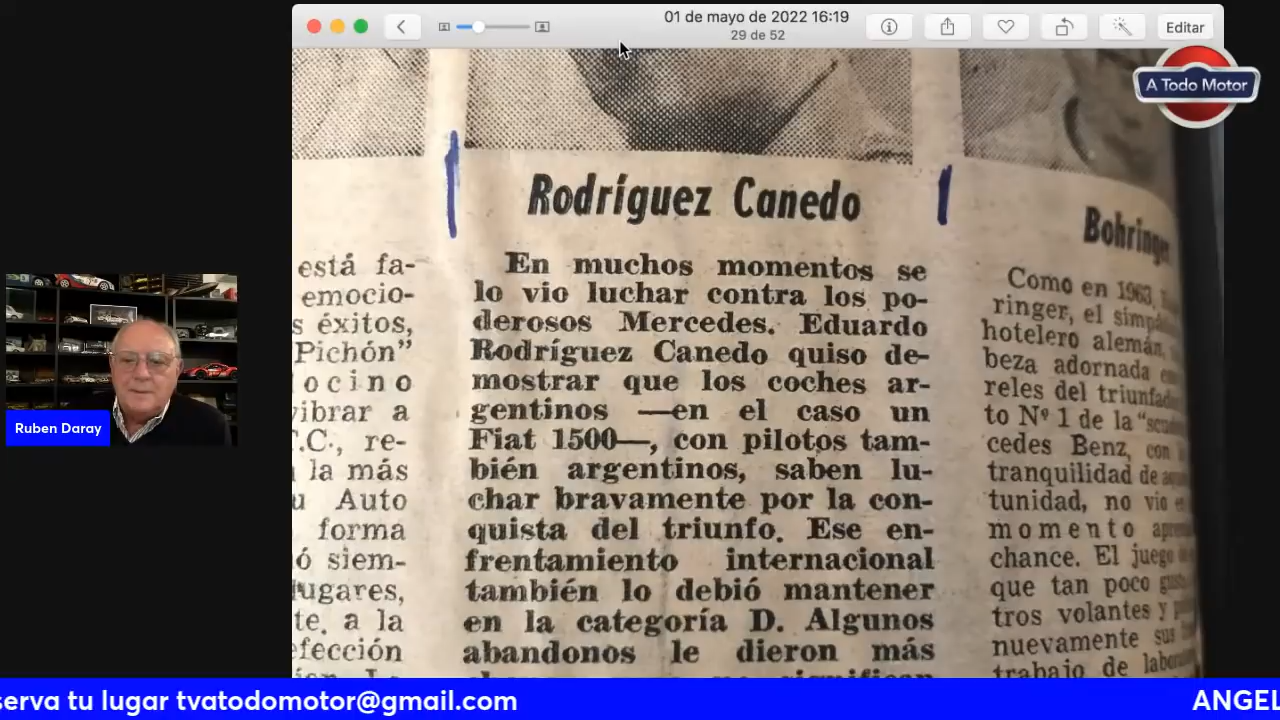 01 de mayo de 2022 16:19
29 de 52
Editar
A Todo Motor
Rodríguez Canedo
En muchos momentos se
lo vio luchar contra los po-
derosos Mercedes. Eduardo
Rodríguez Canedo quiso de-
mostrar que los coches ar-
gentinos —en el caso un
Fiat 1500—, con pilotos tam-
bién argentinos, saben lu-
char bravamente por la con-
quista del triunfo. Ese en-
frentamiento internacional
también lo debió mantener
en la categoría D. Algunos
abandonos le dieron más
está fa-
emocio-
s éxitos,
Pichón”
ocino
vibrar a
T.C., re-
la más
u Auto
forma
ó siem-
lugares,
te. a la
efección
Bohringer
Como en 1963,
ringer, el simpá
hotelero alemán,
beza adornada
reles del triunfado
to Nº 1 de la “scu
cedes Benz, con
tranquilidad de
tunidad, no vio
momento
chance. El juego
que tan poco
tros volantes y
nuevamente sus
trabajo de
Ruben Daray
serva tu lugar tvatodomotor@gmail.com
ANGEL